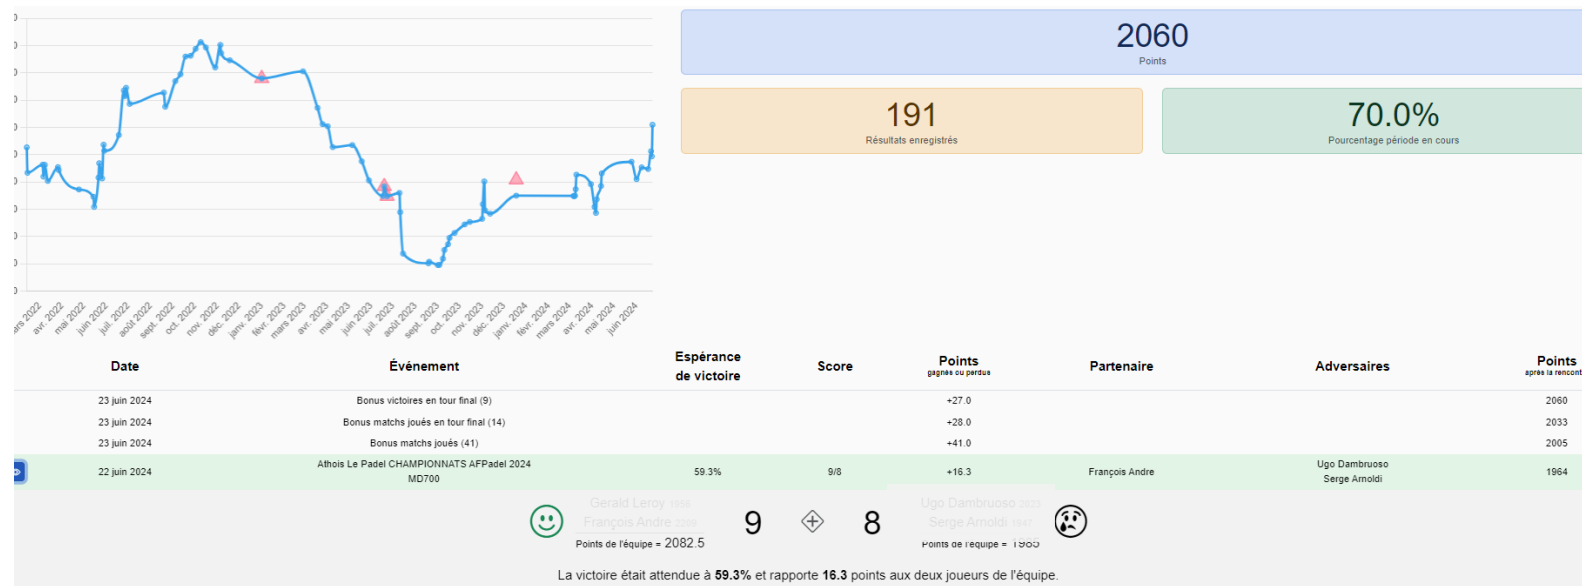 2060
Points
191
Résultats enregistrés
70.0%
Pourcentage période en cours
avr. 2022
mai 2022
juin 2022
juil. 2022
août 2022
sept. 2022
oct. 2022
nov. 2022
déc. 2022
janv. 2023
févr. 2023
mars 2023
avr. 2023
mai 2023
juin 2023
juil. 2023
août 2023
sept. 2023
oct. 2023
nov. 2023
déc. 2023
janv. 2024
févr. 2024
mars 2024
avr. 2024
mai 2024
juin 2024
Date Événement Espérance de victoire Score Points gagnés ou perdus Partenaire Adversaires Points
23 juin 2024 Bonus victoires en tour final (9) +27.0 2060
23 juin 2024 Bonus matchs joués en tour final (14) +28.0 2033
23 juin 2024 Bonus matchs joués (41) +41.0 2005
22 juin 2024 Athois Le Padel CHAMPIONNATS AFPadel 2024 MD700 59.3% 9/8 +16.3 François Andre Ugo Dambruoso Serge Arnoldi 1964
Gerald Leroy
François Andre
Points de l'équipe = 2082.5
9 8
Ugo Dambruoso
Serge Arnoldi 1947
Points de l'équipe = 1985
La victoire était attendue à 59.3% et rapporte 16.3 points aux deux joueurs de l'équipe.